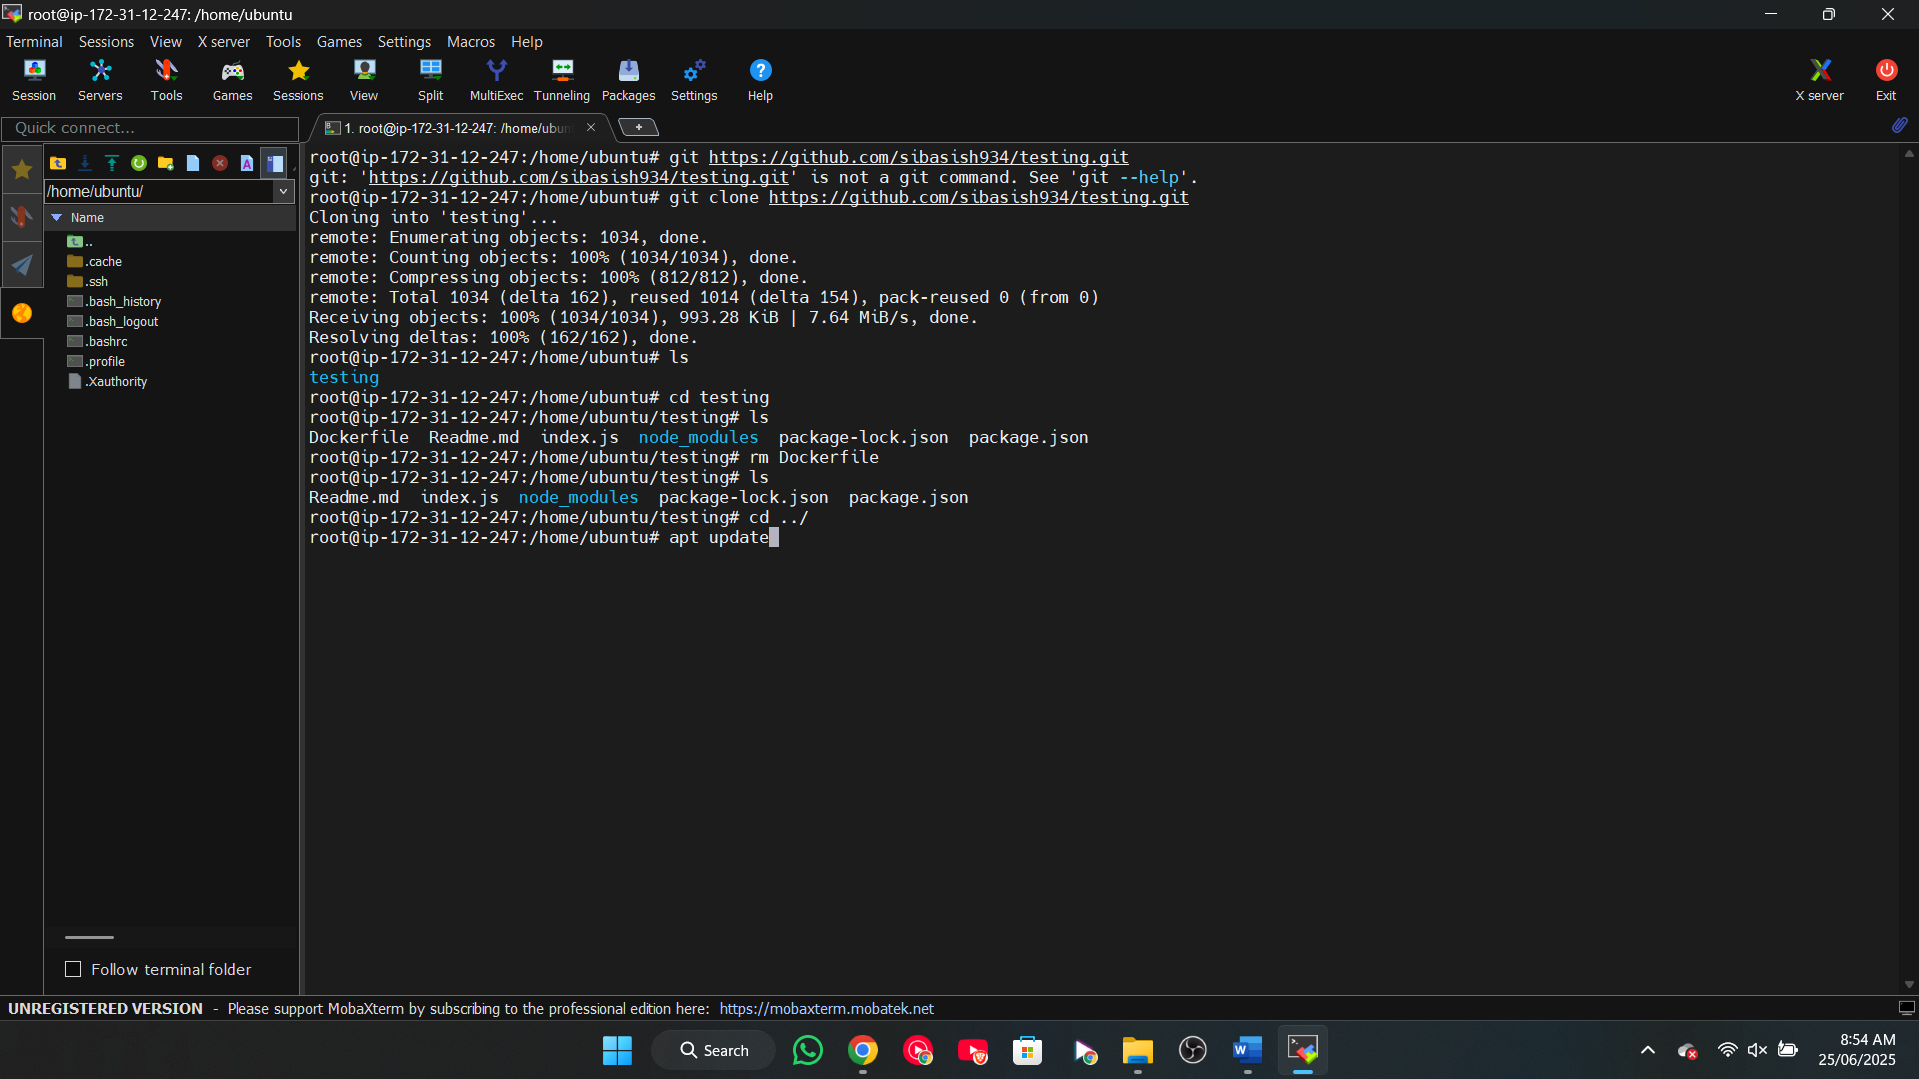 root@ip-172-31-12-247: /home/ubuntu
Terminal Sessions View X server Tools Games Settings Macros Help
Session Servers Tools Games Sessions View Split MultiExec Tunneling Packages Settings Help X server Exit
Quick connect...
1. root@ip-172-31-12-247: /home/ubun
/home/ubuntu/
Name
..
.cache
.ssh
.bash_history
.bash_logout
.bashrc
.profile
.Xauthority
root@ip-172-31-12-247:/home/ubuntu# git https://github.com/sibasish934/testing.git
git: 'https://github.com/sibasish934/testing.git' is not a git command. See 'git --help'.
root@ip-172-31-12-247:/home/ubuntu# git clone https://github.com/sibasish934/testing.git
Cloning into 'testing'...
remote: Enumerating objects: 1034, done.
remote: Counting objects: 100% (1034/1034), done.
remote: Compressing objects: 100% (812/812), done.
remote: Total 1034 (delta 162), reused 1014 (delta 154), pack-reused 0 (from 0)
Receiving objects: 100% (1034/1034), 993.28 KiB | 7.64 MiB/s, done.
Resolving deltas: 100% (162/162), done.
root@ip-172-31-12-247:/home/ubuntu# ls
testing
root@ip-172-31-12-247:/home/ubuntu# cd testing
root@ip-172-31-12-247:/home/ubuntu/testing# ls
Dockerfile  Readme.md  index.js  node_modules  package-lock.json  package.json
root@ip-172-31-12-247:/home/ubuntu/testing# rm Dockerfile
root@ip-172-31-12-247:/home/ubuntu/testing# ls
Readme.md  index.js  node_modules  package-lock.json  package.json
root@ip-172-31-12-247:/home/ubuntu/testing# cd ../
root@ip-172-31-12-247:/home/ubuntu# apt update
Follow terminal folder
UNREGISTERED VERSION - Please support MobaXterm by subscribing to the professional edition here: https://mobaxterm.mobatek.net
Search
8:54 AM
25/06/2025